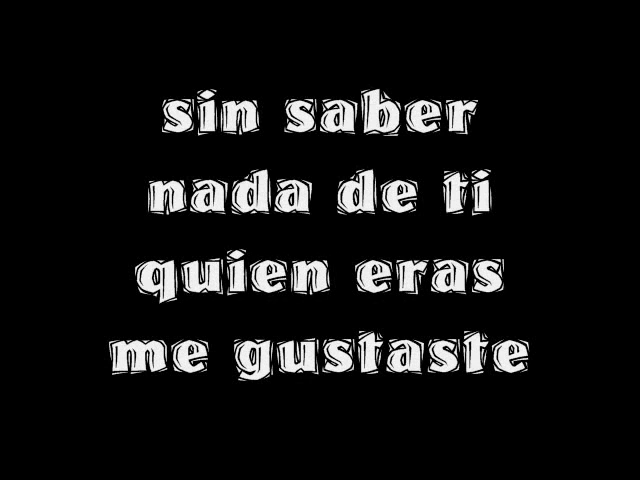 sin saber
nada de ti
quien eras
me gustaste